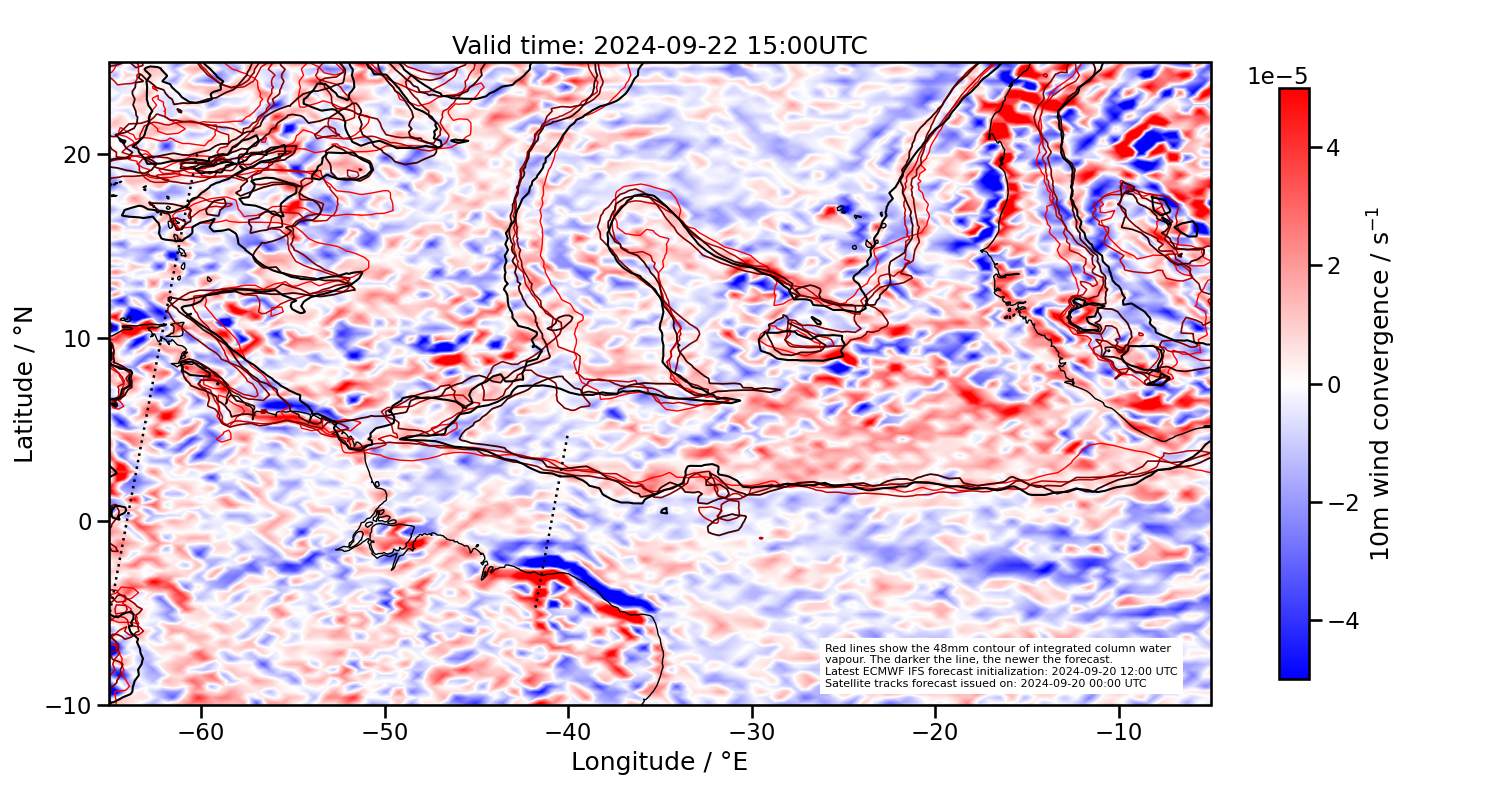 Valid time: 2024-09-22 15:00UTC
1e−5
Latitude / °N
20
10
0
−10
−60
−50
−40
−30
−20
−10
Longitude / °E
4
2
0
−2
−4
10m wind convergence / s⁻¹
Red lines show the 48mm contour of integrated column water
vapour. The darker the line, the newer the forecast.
Latest ECMWF IFS forecast initialization: 2024-09-20 12:00 UTC
Satellite tracks forecast issued on: 2024-09-20 00:00 UTC